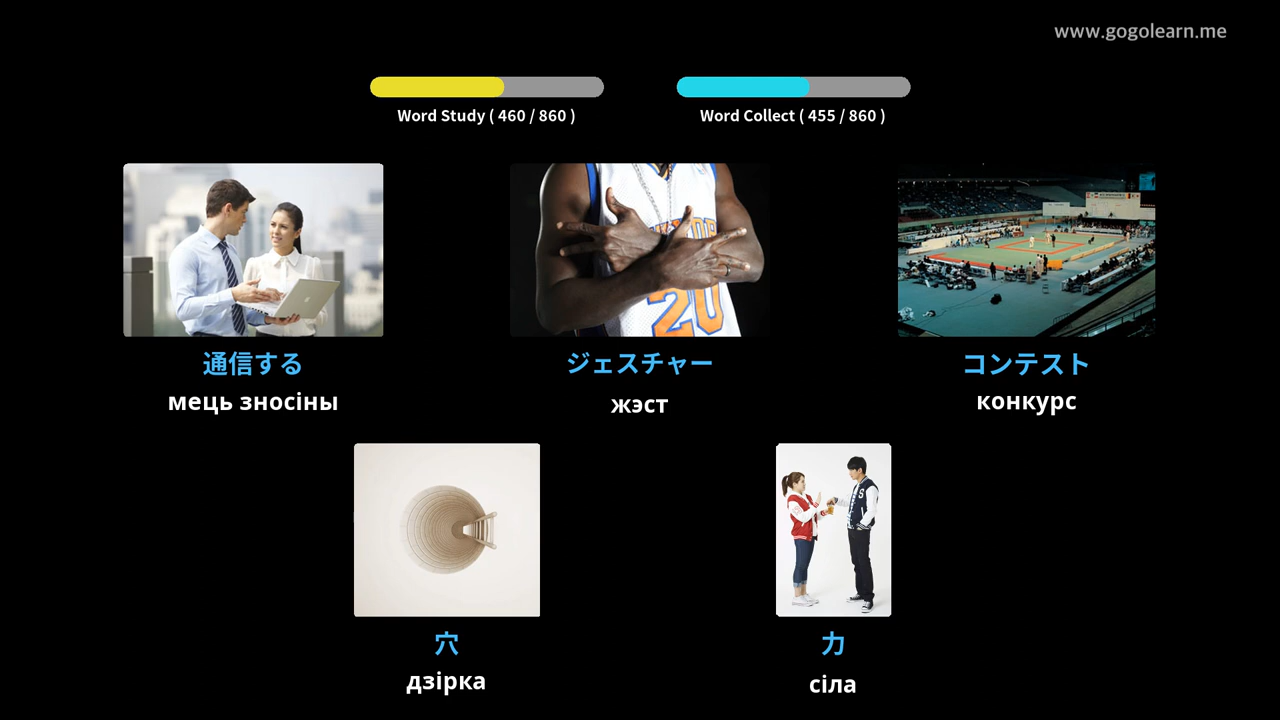 www.gogolearn.me
Word Study ( 460 / 860 )
Word Collect ( 455 / 860 )
通信する
мець зносіны
ジェスチャー
жэст
コンテスト
конкурс
20
穴
дзірка
力
сіла